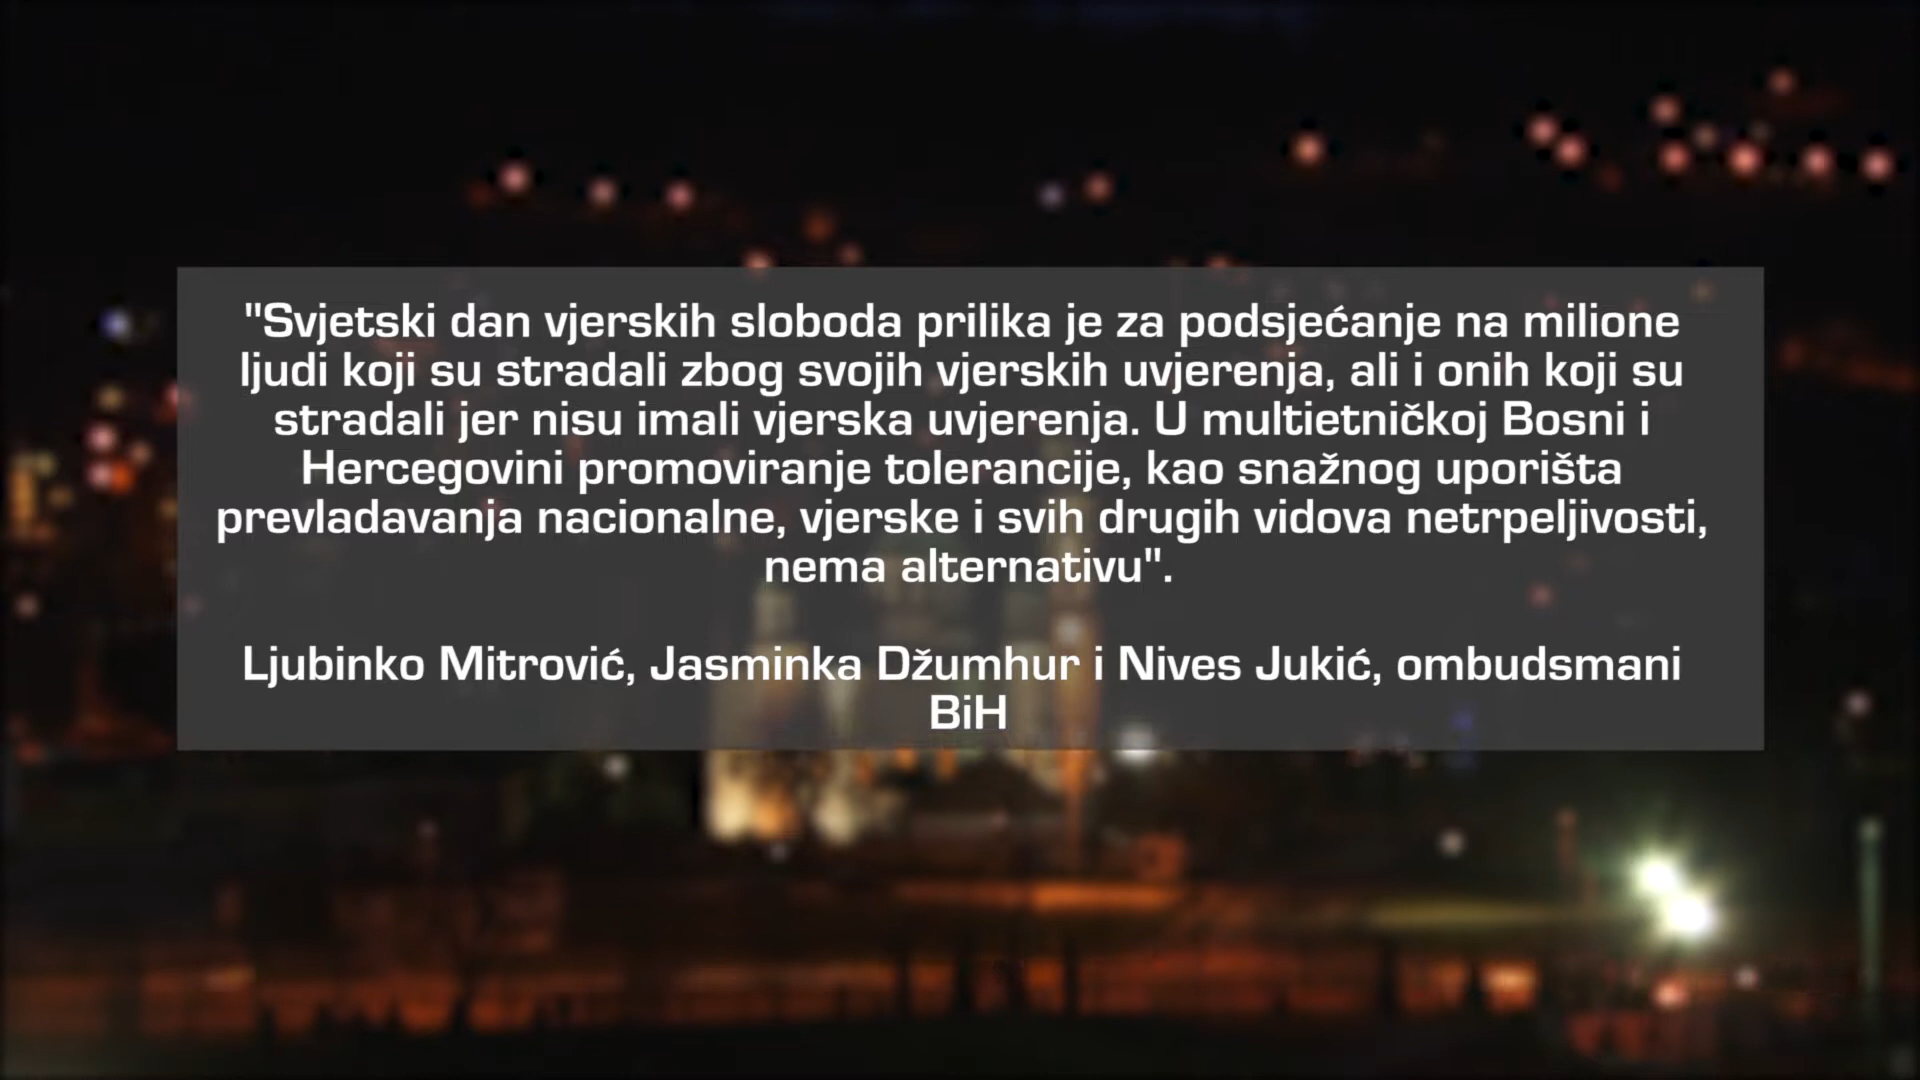 "Svjetski dan vjerskih sloboda prilika je za podsjećanje na milione
ljudi koji su stradali zbog svojih vjerskih uvjerenja, ali i onih koji su
stradali jer nisu imali vjerska uvjerenja. U multietničkoj Bosni i
Hercegovini promoviranje tolerancije, kao snažnog uporišta
prevladavanja nacionalne, vjerske i svih drugih vidova netrpeljivosti,
nema alternativu".
Ljubinko Mitrović, Jasminka Džumhur i Nives Jukić, ombudsmani
BiH